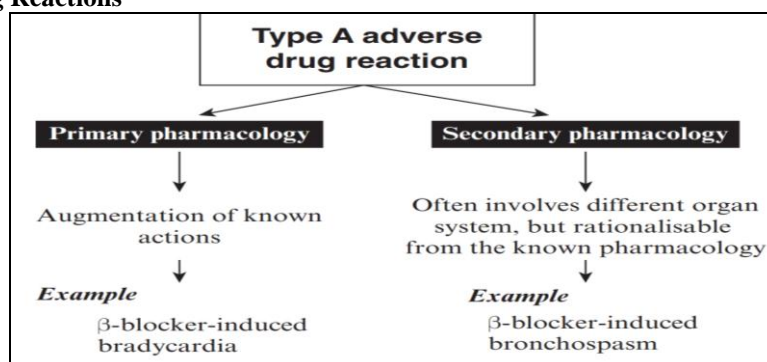 g Reactions
Type A adverse
drug reaction
Primary pharmacology
Secondary pharmacology
Augmentation of known
actions
Often involves different organ
system, but rationalisable
from the known pharmacology
Example
β-blocker-induced
bradycardia
Example
β-blocker-induced
bronchospasm